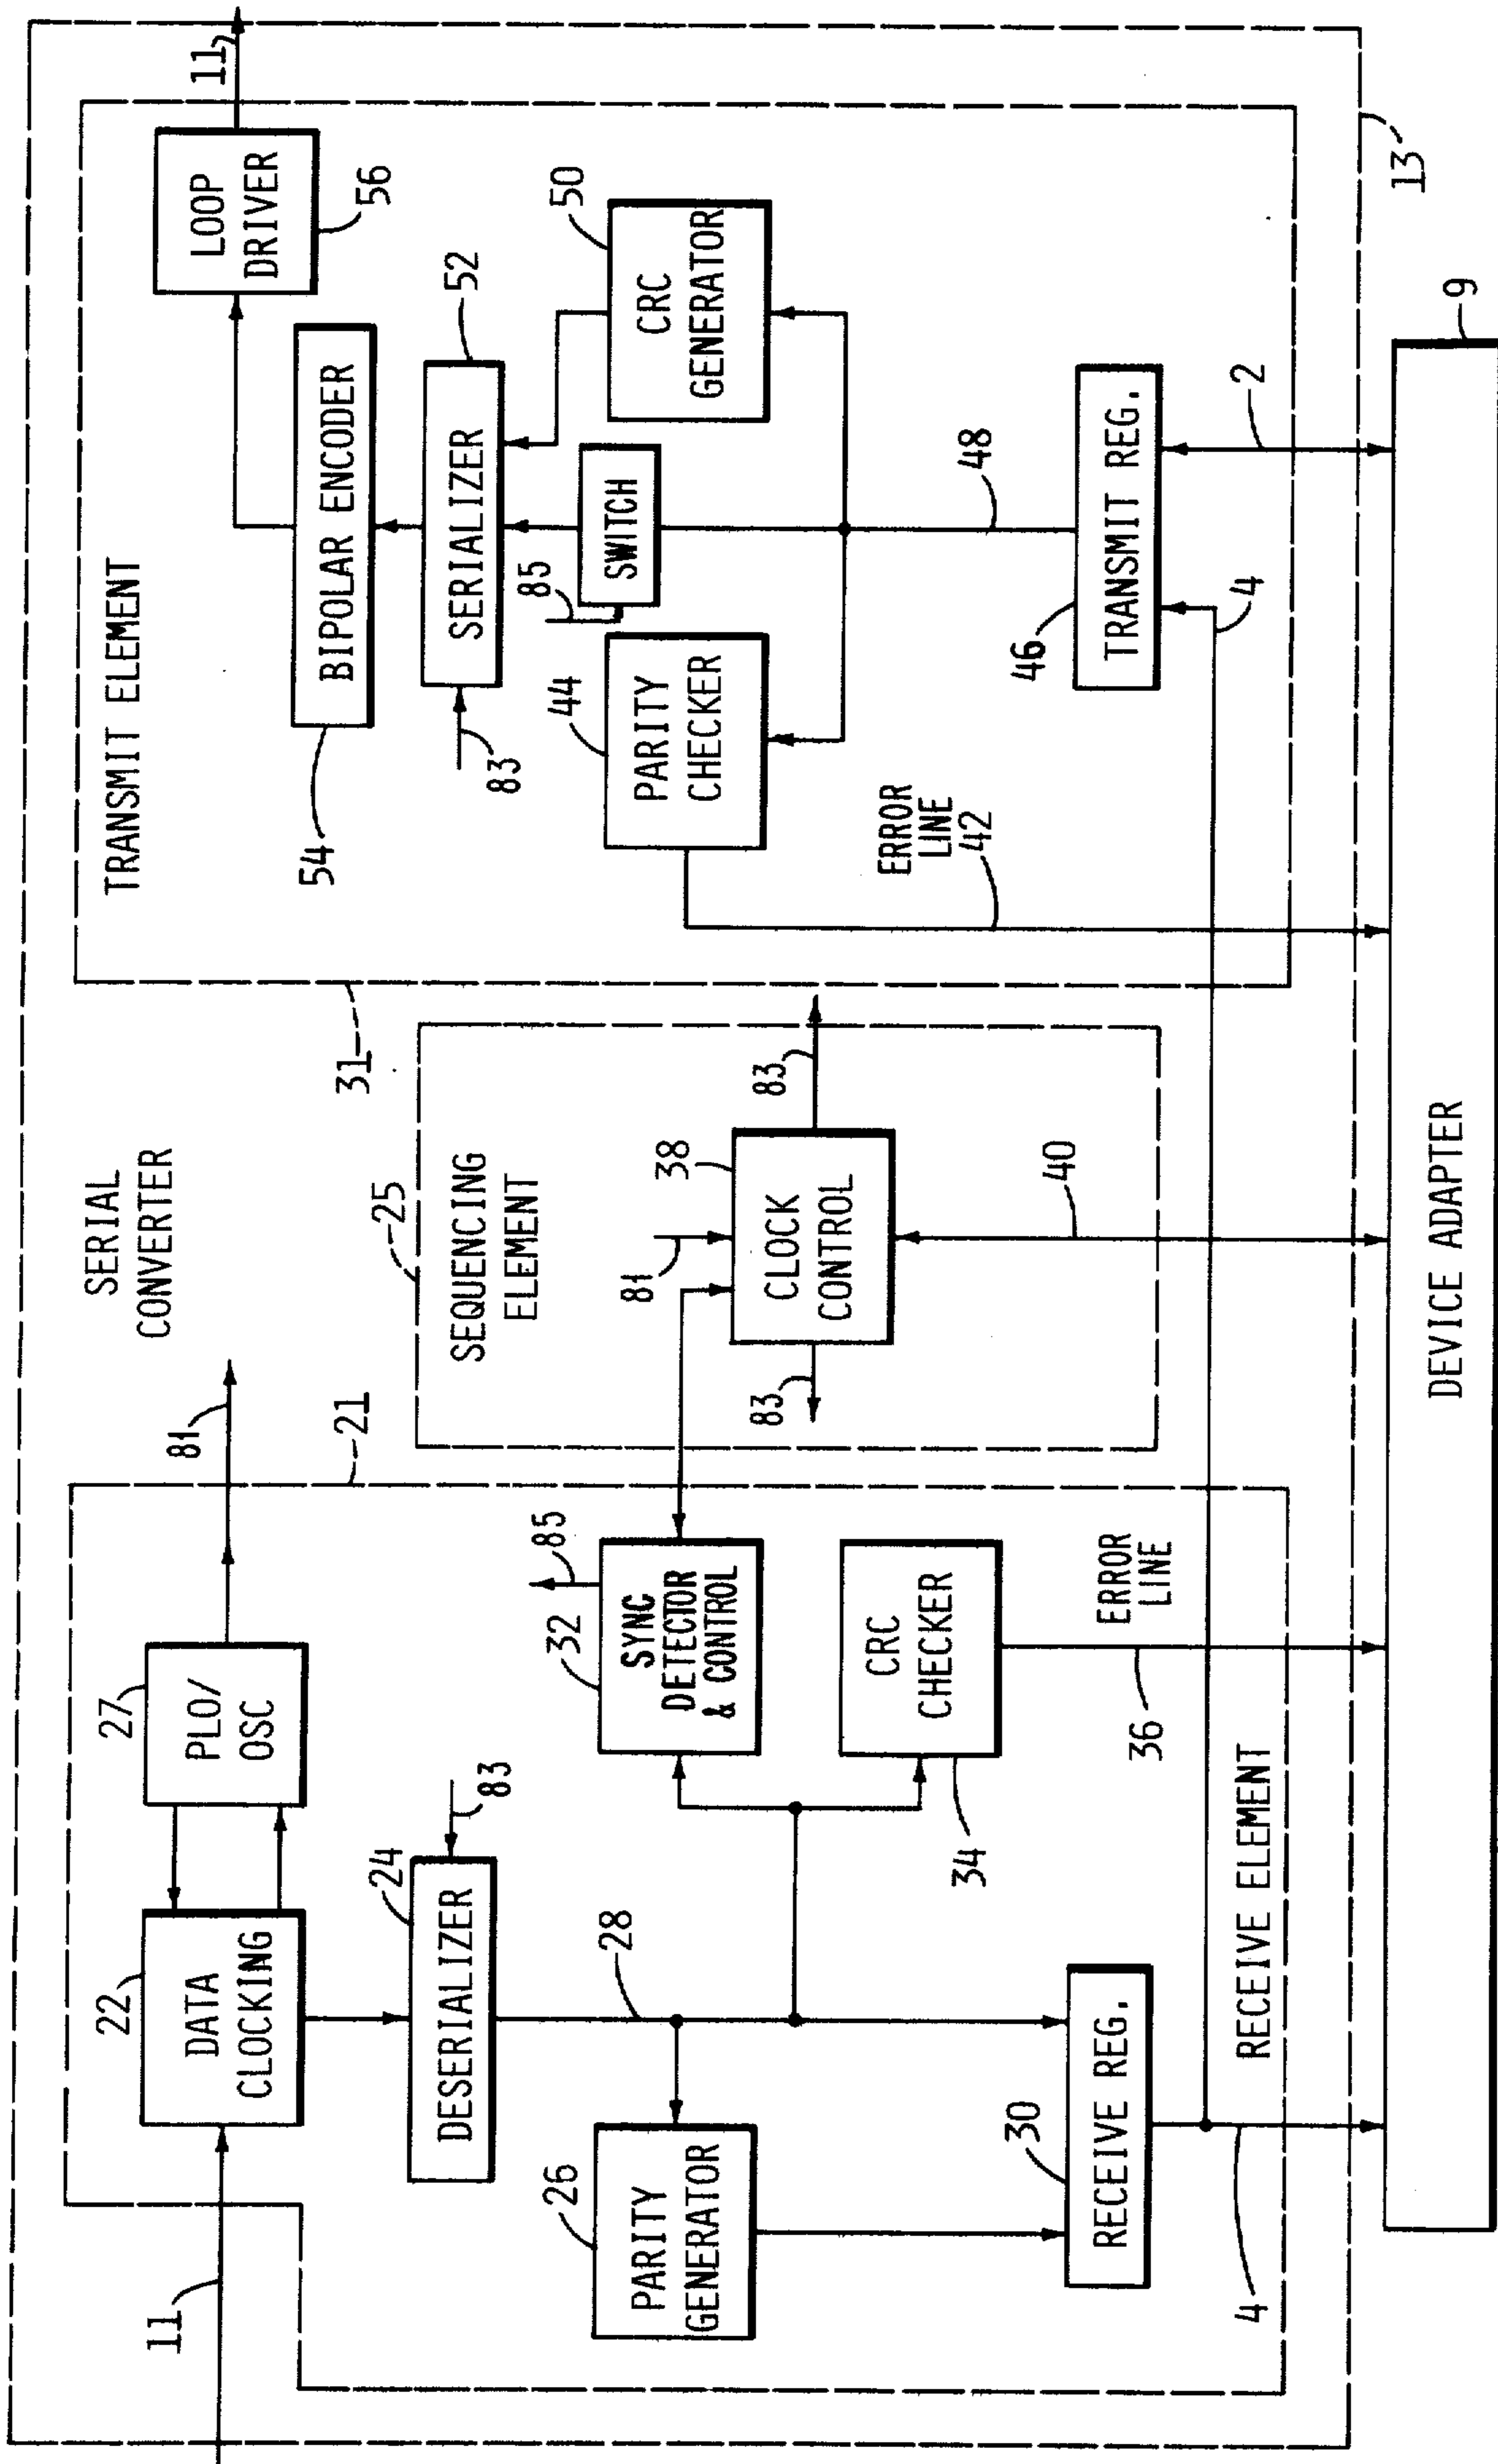 SERIAL
CONVERTER
11
22
DATA
CLOCKING
27
PLO/
OSC
81
21
24
DESERIALIZER
83
28
26
PARITY
GENERATOR
30
RECEIVE REG.
4
32
SYNC
DETECTOR
& CONTROL
85
CRC
CHECKER
34
36
ERROR
LINE
RECEIVE ELEMENT
25
SEQUENCING
ELEMENT
81
38
CLOCK
CONTROL
83
83
40
31
TRANSMIT ELEMENT
54
BIPOLAR ENCODER
LOOP
DRIVER
56
11
83
SERIALIZER
52
85
SWITCH
44
PARITY
CHECKER
CRC
GENERATOR
50
ERROR
LINE
42
48
46
TRANSMIT REG.
4
2
13
DEVICE ADAPTER
9